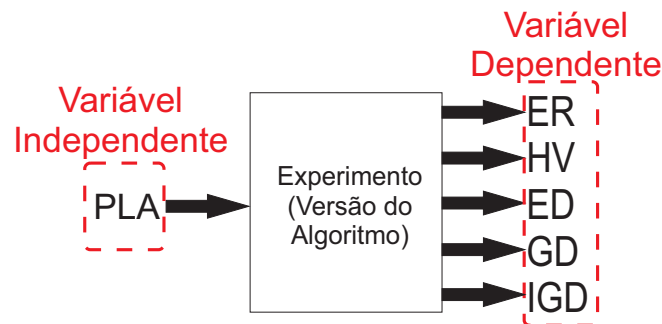 Variável
Independente
PLA
Experimento
(Versão do
Algoritmo)
Variável
Dependente
ER
HV
ED
GD
IGD